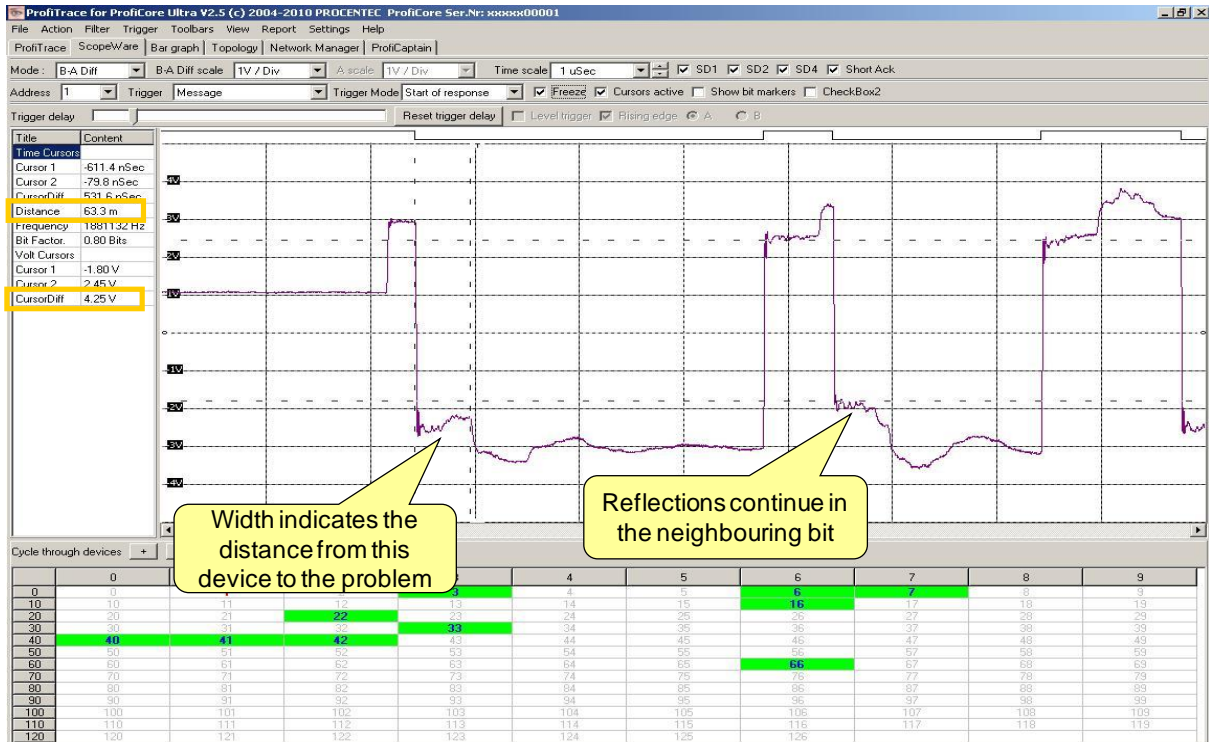 ProfiTrace for ProfiCore Ultra V2.5 (c) 2004-2010 PROCENTEC ProfiCore Ser.Nr: xxxxx00001
File Action Filter Trigger Toolbars View Report Settings Help
ProfiTrace ScopeWare Bar graph Topology Network Manager ProfiCaptain
Mode : B-A Diff B-A Diff scale 1V / Div A scale 1V / Div Time scale 1 uSec SD1 SD2 SD4 Short Ack
Address 1 Trigger Message Trigger Mode Start of response Freeze Cursors active Show bit markers CheckBox2
Trigger delay Reset trigger delay Level trigger Rising edge A B
Title Content
Time Cursors
Cursor 1 -611.4 nSec
Cursor 2 -79.8 nSec
CursorDiff 531.6 nSec
Distance 63.3 m
Frequency 1881132 Hz
Bit Factor. 0.80 Bits
Volt Cursors
Cursor 1 -1.80 V
Cursor 2 2.45 V
CursorDiff 4.25 V
4V
3V
2V
1V
-1V
-2V
-3V
-4V
Width indicates the
distance from this
device to the problem
Reflections continue in
the neighbouring bit
Cycle through devices +
0 3 4 5 6 7 8 9
0 0 3 4 5 6 7 8 9
10 10 11 12 13 14 15 16 17 18 19
20 20 21 22 23 24 25 26 27 28 29
30 30 31 32 33 34 35 36 37 38 39
40 40 41 42 43 44 45 46 47 48 49
50 50 51 52 53 54 55 56 57 58 59
60 60 61 62 63 64 65 66 67 68 69
70 70 71 72 73 74 75 76 77 78 79
80 80 81 82 83 84 85 86 87 88 89
90 90 91 92 93 94 95 96 97 98 99
100 100 101 102 103 104 105 106 107 108 109
110 110 111 112 113 114 115 116 117 118 119
120 120 121 122 123 124 125 126